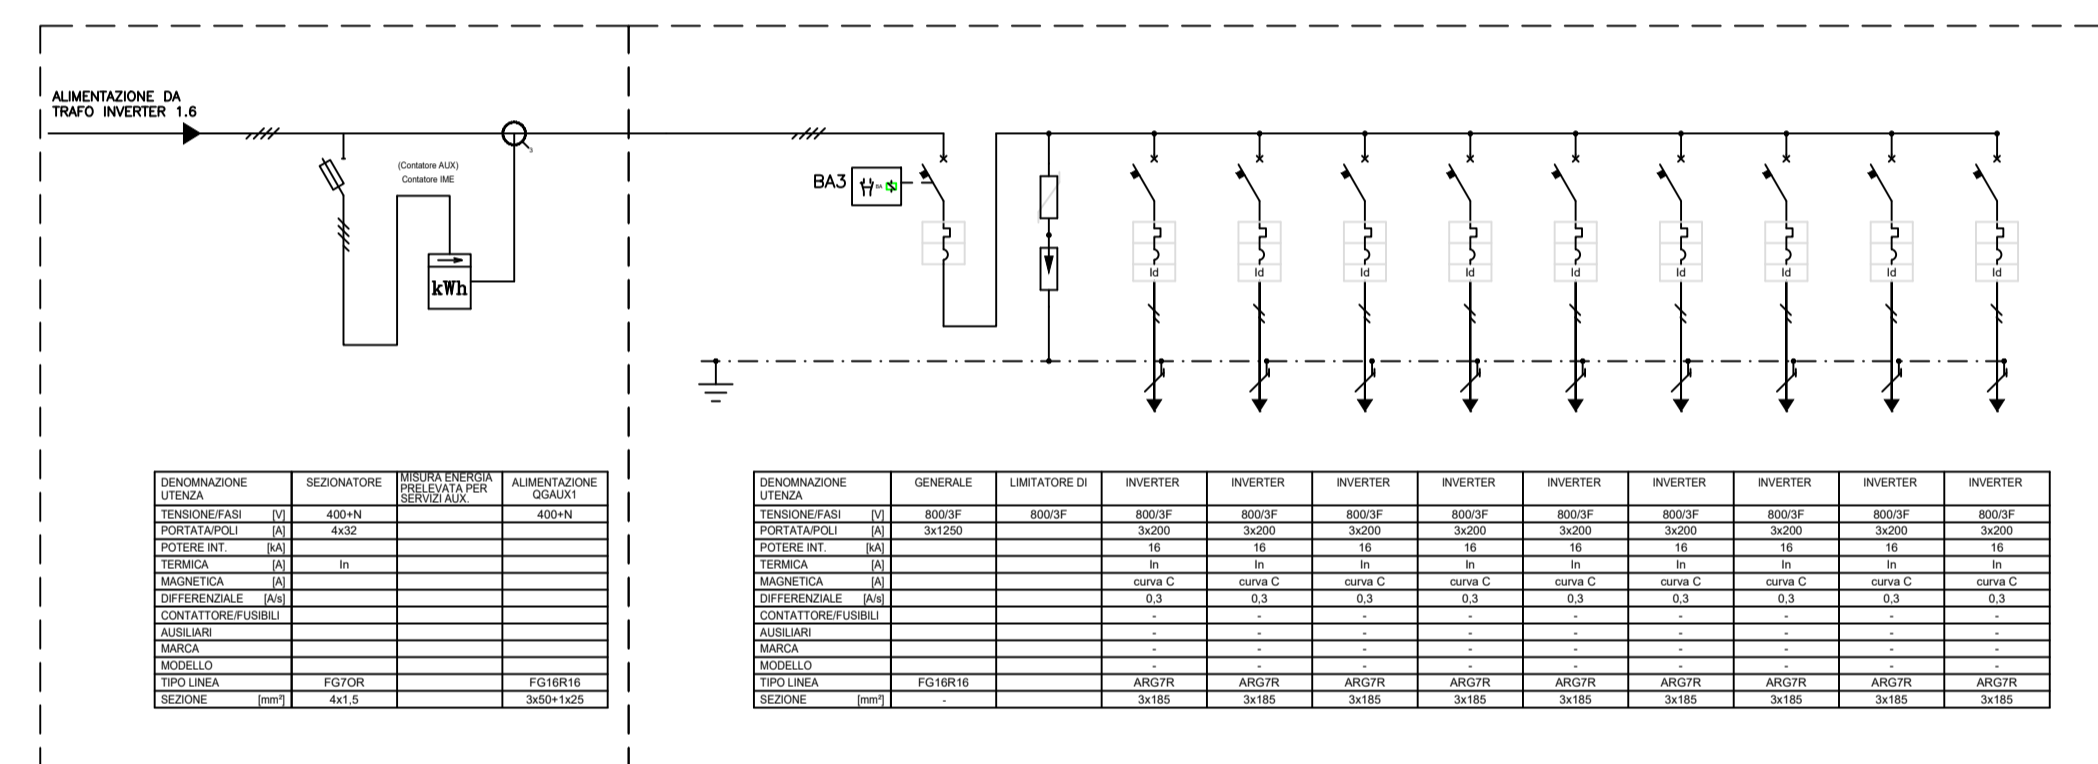 ALIMENTAZIONE DA
TRAFO INVERTER 1.6
3
(Contatore AUX)
Contatore IME
kWh
BA3
BA
Id Id Id Id Id Id Id Id Id
DENOMNAZIONE UTENZA SEZIONATORE MISURA ENERGIA PRELEVATA PER SERVIZI AUX. ALIMENTAZIONE QGAUX1
TENSIONE/FASI [V] 400+N 400+N
PORTATA/POLI [A] 4x32
POTERE INT. [kA]
TERMICA [A] In
MAGNETICA [A]
DIFFERENZIALE [A/s]
CONTATTORE/FUSIBILI
AUSILIARI
MARCA
MODELLO
TIPO LINEA FG7OR FG16R16
SEZIONE [mm²] 4x1,5 3x50+1x25
DENOMNAZIONE UTENZA GENERALE LIMITATORE DI INVERTER INVERTER INVERTER INVERTER INVERTER INVERTER INVERTER INVERTER INVERTER
TENSIONE/FASI [V] 800/3F 800/3F 800/3F 800/3F 800/3F 800/3F 800/3F 800/3F 800/3F 800/3F 800/3F
PORTATA/POLI [A] 3x1250 3x200 3x200 3x200 3x200 3x200 3x200 3x200 3x200 3x200
POTERE INT. [kA] 16 16 16 16 16 16 16 16 16
TERMICA [A] In In In In In In In In In
MAGNETICA [A] curva C curva C curva C curva C curva C curva C curva C curva C curva C
DIFFERENZIALE [A/s] 0,3 0,3 0,3 0,3 0,3 0,3 0,3 0,3 0,3
CONTATTORE/FUSIBILI - - - - - - - - -
AUSILIARI - - - - - - - - -
MARCA - - - - - - - - -
MODELLO - - - - - - - - -
TIPO LINEA FG16R16 ARG7R ARG7R ARG7R ARG7R ARG7R ARG7R ARG7R ARG7R ARG7R
SEZIONE [mm²] - 3x185 3x185 3x185 3x185 3x185 3x185 3x185 3x185 3x185